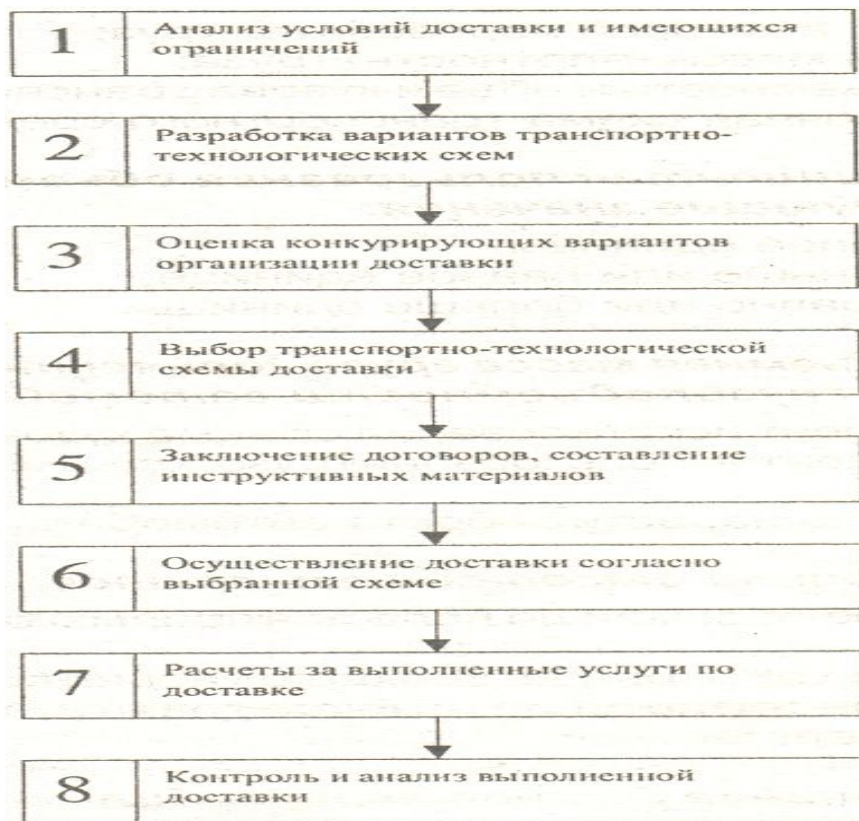 1 Анализ условий доставки и имеющихся
ограничений
2 Разработка вариантов транспортно-
технологических схем
3 Оценка конкурирующих вариантов
организации доставки
4 Выбор транспортно-технологической
схемы доставки
5 Заключение договоров, составление
инструктивных материалов
6 Осуществление доставки согласно
выбранной схеме
7 Расчеты за выполненные услуги по
доставке
8 Контроль и анализ выполненной
доставки